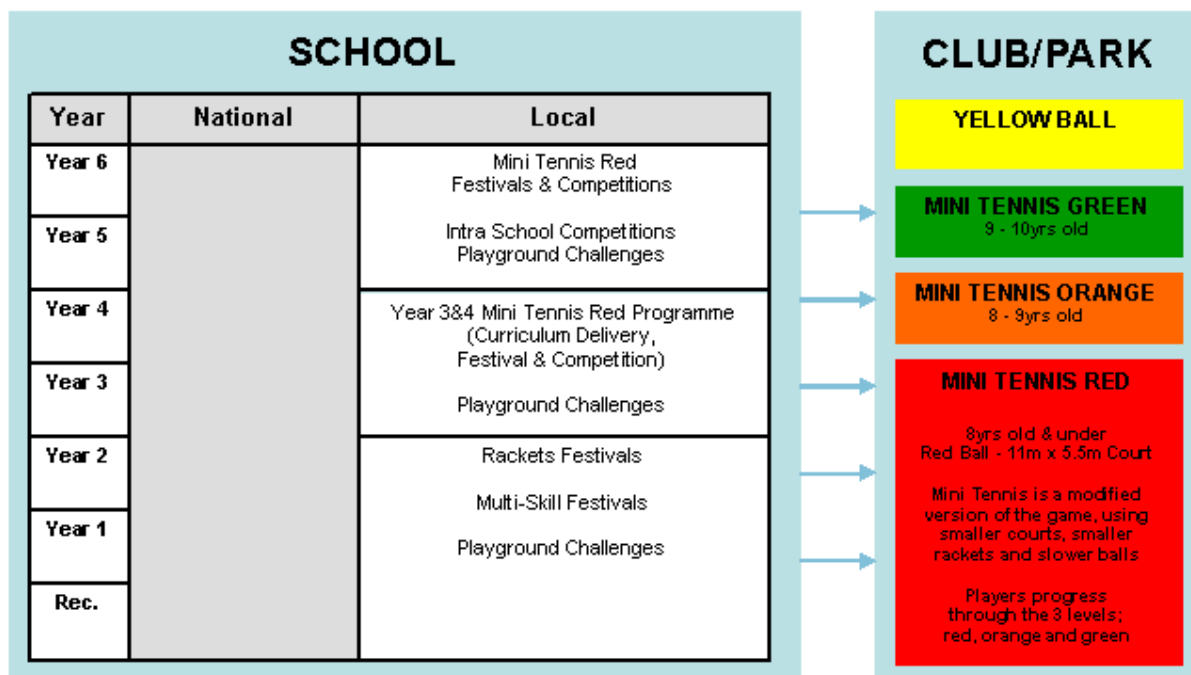 SCHOOL
Year
National
Local
Year 6
Mini Tennis Red
Festivals & Competitions
Year 5
Intra School Competitions
Playground Challenges
Year 4
Year 3&4 Mini Tennis Red Programme
(Curriculum Delivery,
Festival & Competition)
Year 3
Playground Challenges
Year 2
Rackets Festivals
Multi-Skill Festivals
Year 1
Playground Challenges
Rec.
CLUB/PARK
YELLOW BALL
MINI TENNIS GREEN
9 - 10yrs old
MINI TENNIS ORANGE
8 - 9yrs old
MINI TENNIS RED
8yrs old & under
Red Ball - 11m x 5.5m Court
Mini Tennis is a modified
version of the game, using
smaller courts, smaller
rackets and slower balls
Players progress
through the 3 levels;
red, orange and green